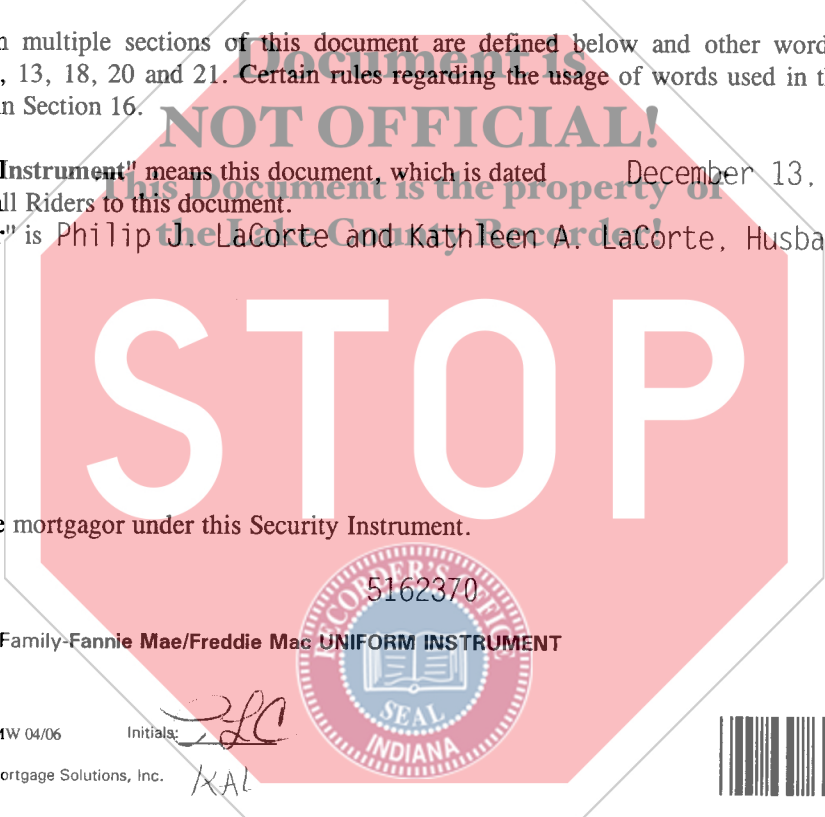 n multiple sections of this document are defined below and other word
, 13, 18, 20 and 21. Certain rules regarding the usage of words used in t
n Section 16.
Document is
NOT OFFICIAL!
This Document is the property of
the Lake County Recorder!
Instrument" means this document, which is dated December 13,
ll Riders to this document.
" is Philip J. LaCorte and Kathleen A. LaCorte, Husba
STOP
e mortgagor under this Security Instrument.
5162370
RECORDER'S OFFICE
SEAL
INDIANA
Family-Fannie Mae/Freddie Mac UNIFORM INSTRUMENT
MW 04/06 Initials: PLC
ortgage Solutions, Inc. KAL